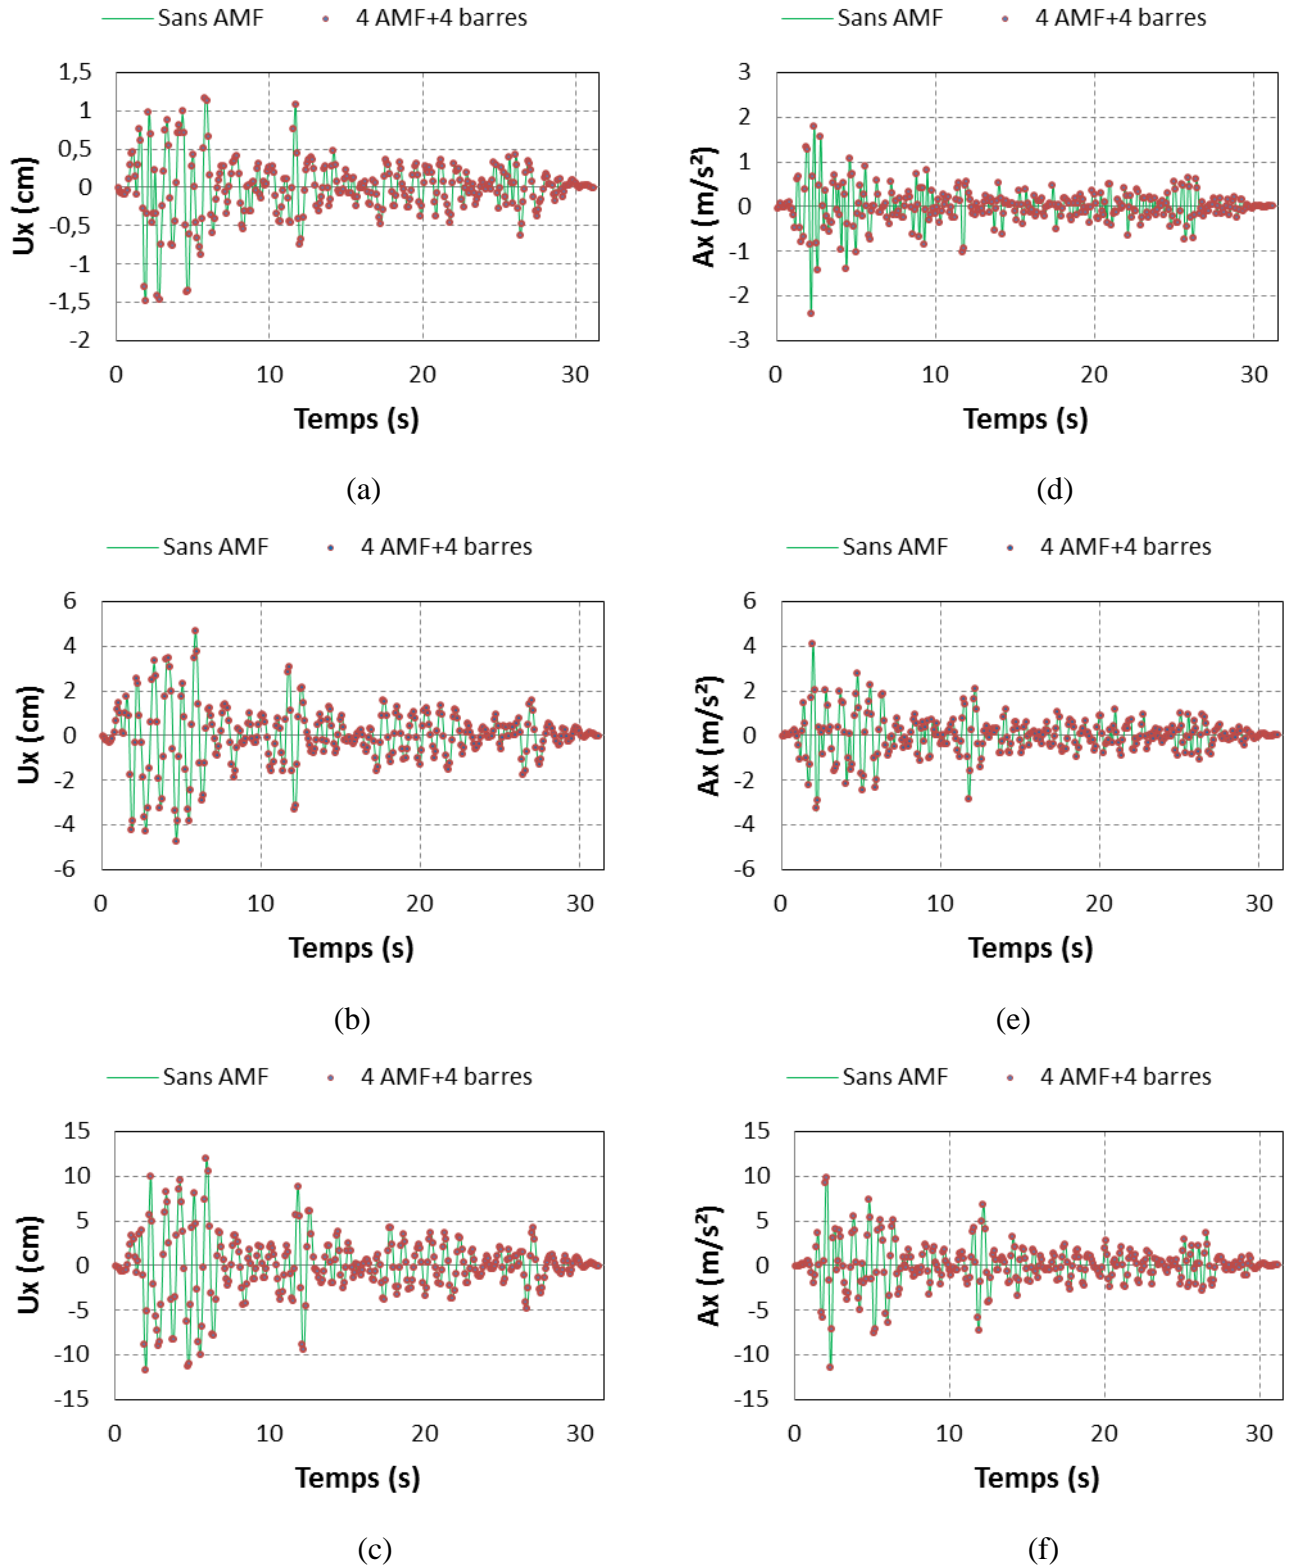 Sans AMF 4 AMF+4 barres
1,5
1
0,5
0
-0,5
-1
-1,5
-2
Ux (cm)
0 10 20 30
Temps (s)
(a)
Sans AMF 4 AMF+4 barres
3
2
1
0
-1
-2
-3
Ax (m/s²)
0 10 20 30
Temps (s)
(d)
Sans AMF 4 AMF+4 barres
6
4
2
0
-2
-4
-6
Ux (cm)
0 10 20 30
Temps (s)
(b)
Sans AMF 4 AMF+4 barres
6
4
2
0
-2
-4
-6
Ax (m/s²)
0 10 20 30
Temps (s)
(e)
Sans AMF 4 AMF+4 barres
15
10
5
0
-5
-10
-15
Ux (cm)
0 10 20 30
Temps (s)
(c)
Sans AMF 4 AMF+4 barres
15
10
5
0
-5
-10
-15
Ax (m/s²)
0 10 20 30
Temps (s)
(f)